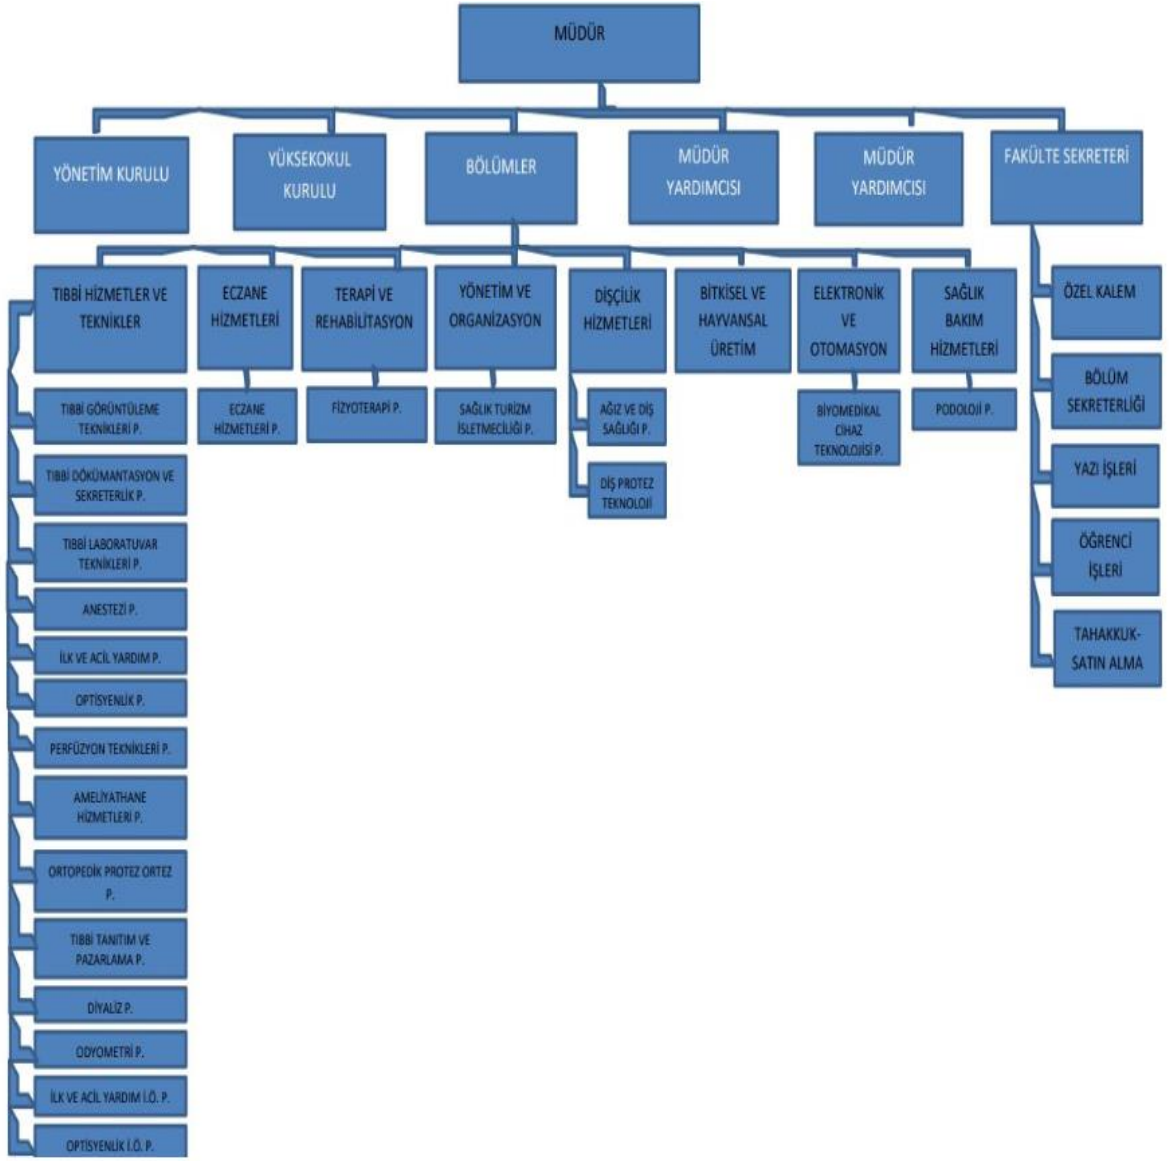 MÜDÜR
YÖNETİM KURULU
YÜKSEKOKUL
KURULU
BÖLÜMLER
MÜDÜR
YARDIMCISI
MÜDÜR
YARDIMCISI
FAKÜLTE SEKRETERİ
TIBBİ HİZMETLER VE
TEKNİKLER
ECZANE
HİZMETLERİ
TERAPİ VE
REHABİLİTASYON
YÖNETİM VE
ORGANİZASYON
DİŞÇİLİK
HİZMETLERİ
BİTKİSEL VE
HAYVANSAL
ÜRETİM
ELEKTRONİK
VE
OTOMASYON
SAĞLIK
BAKIM
HİZMETLERİ
TIBBİ GÖRÜNTÜLEME
TEKNİKLERİ P.
TIBBİ DÖKÜMANTASYON VE
SEKRETERLİK P.
TIBBİ LABORATUVAR
TEKNİKLERİ P.
ANESTEZİ P.
İLK VE ACİL YARDIM P.
OPTİSYENLİK P.
PERFÜZYON TEKNİKLERİ P.
AMELİYATHANE
HİZMETLERİ P.
ORTOPEDİK PROTEZ ORTEZ
P.
TIBBİ TANITIM VE
PAZARLAMA P.
DİYALİZ P.
ODYOMETRİ P.
İLK VE ACİL YARDIM İ.Ö. P.
OPTİSYENLİK İ.Ö. P.
ECZANE
HİZMETLERİ P.
FİZYOTERAPİ P.
SAĞLIK TURİZM
İSLETMECİLİĞİ P.
AĞIZ VE DİŞ
SAĞLIĞI P.
DİŞ PROTEZ
TEKNOLOJİ
BİYOMEDİKAL
CİHAZ
TEKNOLOJİSİ P.
PODOLOJİ P.
ÖZEL KALEM
BÖLÜM
SEKRETERLİĞİ
YAZI İŞLERİ
ÖĞRENCİ
İŞLERİ
TAHAKKUK-
SATIN ALMA